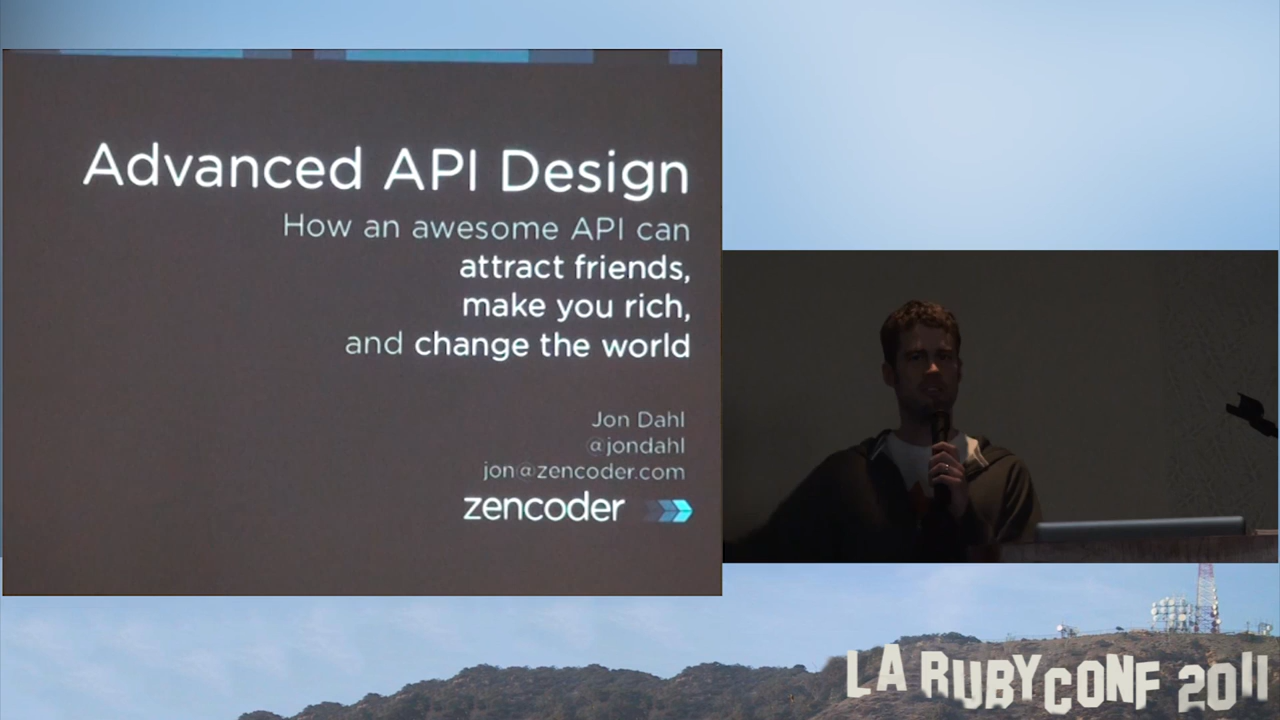 Advanced API Design
How an awesome API can
attract friends,
make you rich,
and change the world
Jon Dahl
@jondahl
jon@zencoder.com
zencoder
LA RUBYCONF 2011